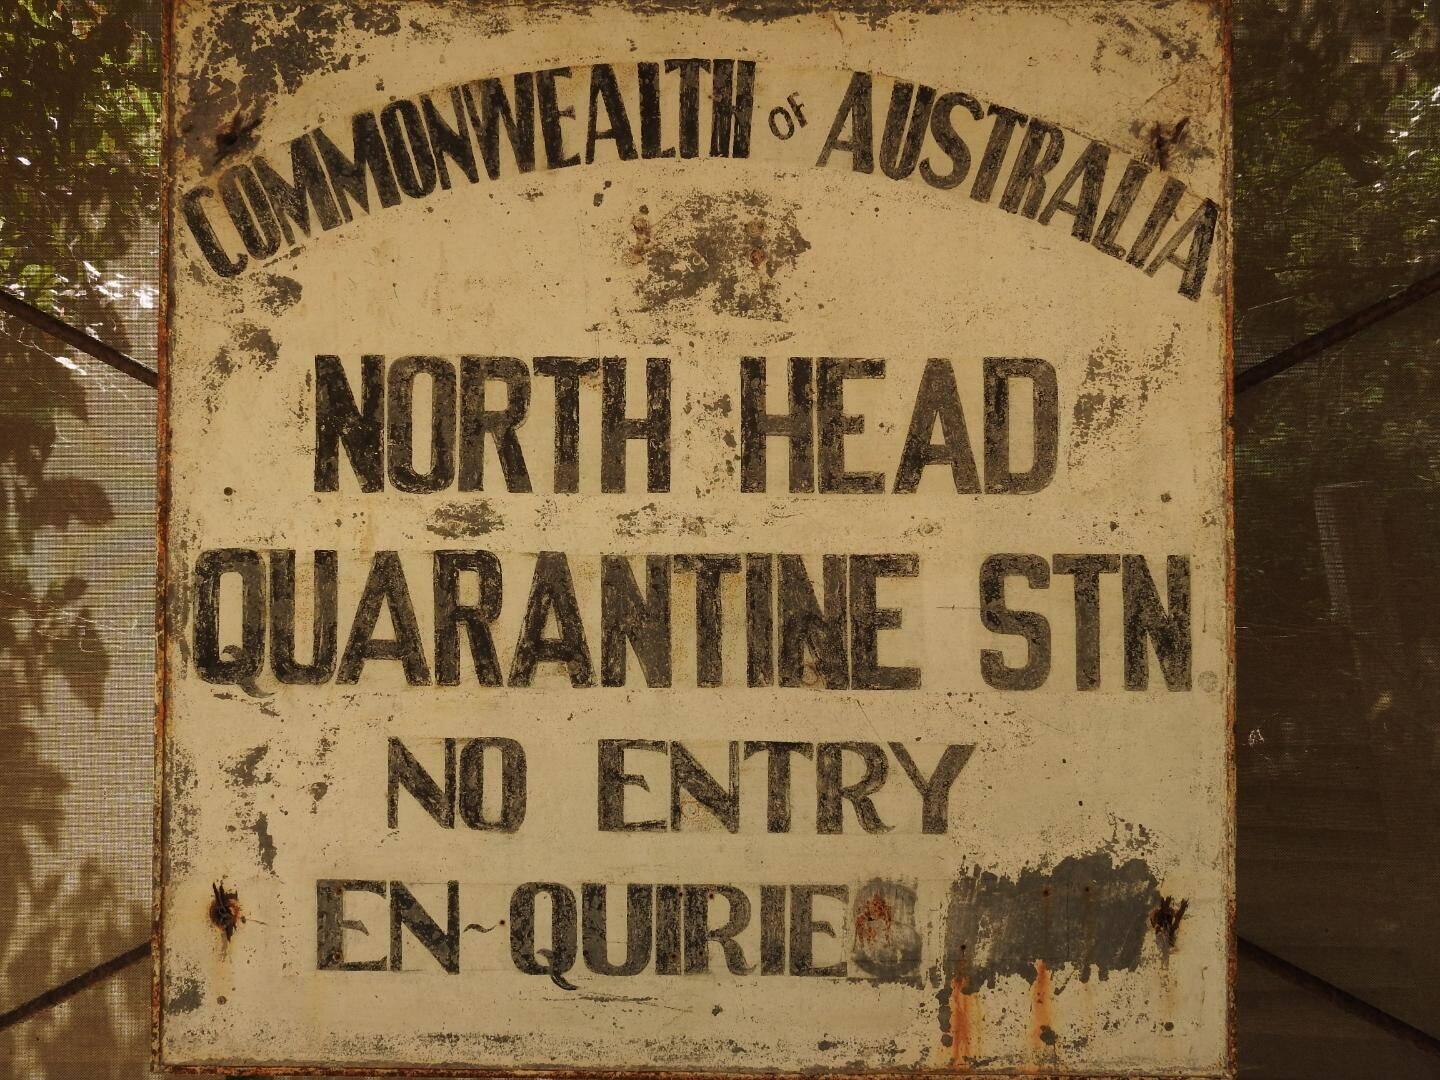 COMMONWEALTH OF AUSTRALIA
NORTH HEAD
QUARANTINE STN.
NO ENTRY
EN~QUIRIES